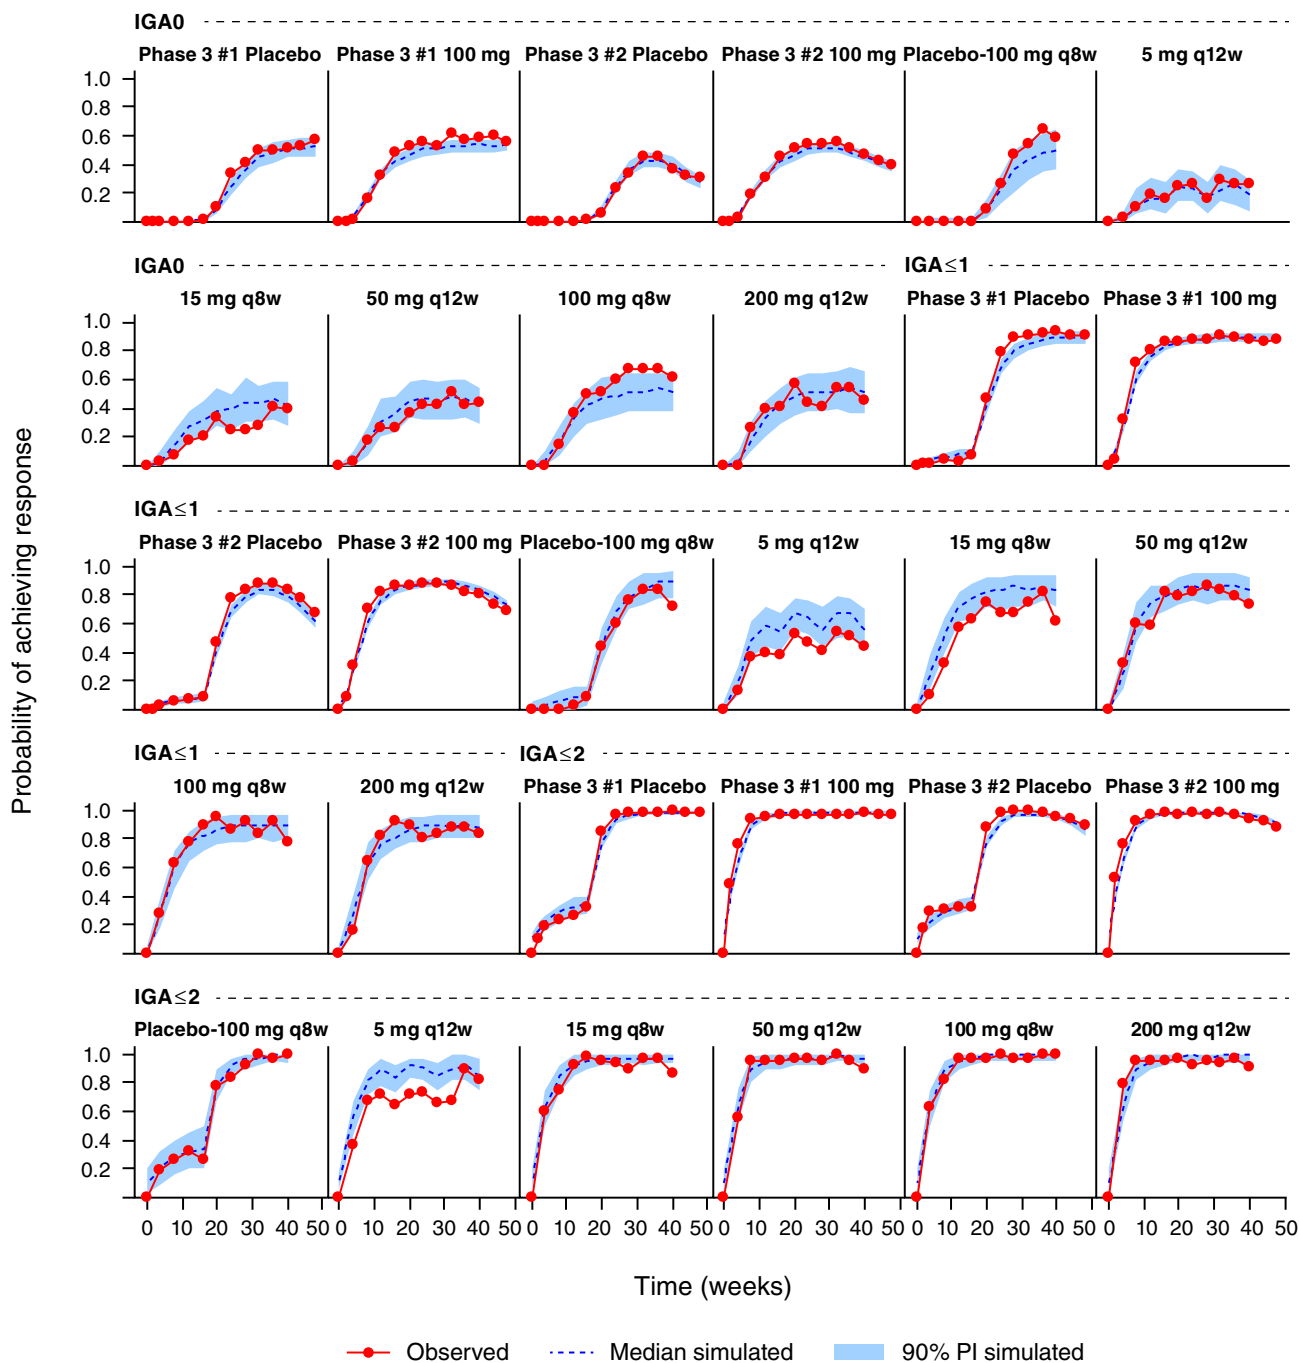 IGA0
Phase 3 #1 Placebo Phase 3 #1 100 mg Phase 3 #2 Placebo Phase 3 #2 100 mg Placebo-100 mg q8w 5 mg q12w
1.0
0.8
0.6
0.4
0.2
IGA0 IGA≤1
15 mg q8w 50 mg q12w 100 mg q8w 200 mg q12w Phase 3 #1 Placebo Phase 3 #1 100 mg
1.0
0.8
0.6
0.4
0.2
IGA≤1
Phase 3 #2 Placebo Phase 3 #2 100 mg Placebo-100 mg q8w 5 mg q12w 15 mg q8w 50 mg q12w
1.0
0.8
0.6
0.4
0.2
IGA≤1 IGA≤2
100 mg q8w 200 mg q12w Phase 3 #1 Placebo Phase 3 #1 100 mg Phase 3 #2 Placebo Phase 3 #2 100 mg
1.0
0.8
0.6
0.4
0.2
IGA≤2
Placebo-100 mg q8w 5 mg q12w 15 mg q8w 50 mg q12w 100 mg q8w 200 mg q12w
1.0
0.8
0.6
0.4
0.2
0 10 20 30 40 50 0 10 20 30 40 50 0 10 20 30 40 50 0 10 20 30 40 50 0 10 20 30 40 50 0 10 20 30 40 50
Probability of achieving response
Time (weeks)
Observed Median simulated 90% PI simulated